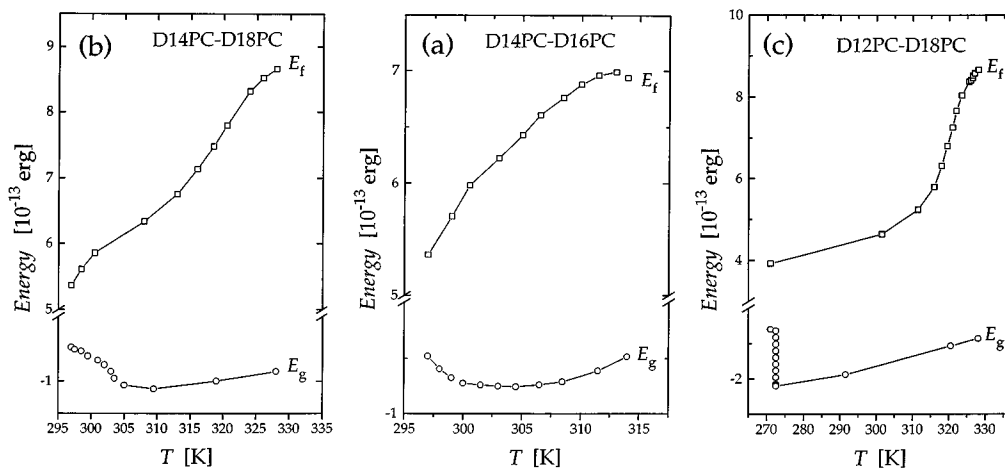 (b) D14PC-D18PC
E_f
E_g
Energy [10^-13 erg]
9
8
7
6
5
-1
295 300 305 310 315 320 325 330 335
T [K]
(a) D14PC-D16PC
E_f
E_g
Energy [10^-13 erg]
7
6
5
-1
295 300 305 310 315
T [K]
(c) D12PC-D18PC
E_f
E_g
Energy [10^-13 erg]
10
8
6
4
-2
270 280 290 300 310 320 330
T [K]